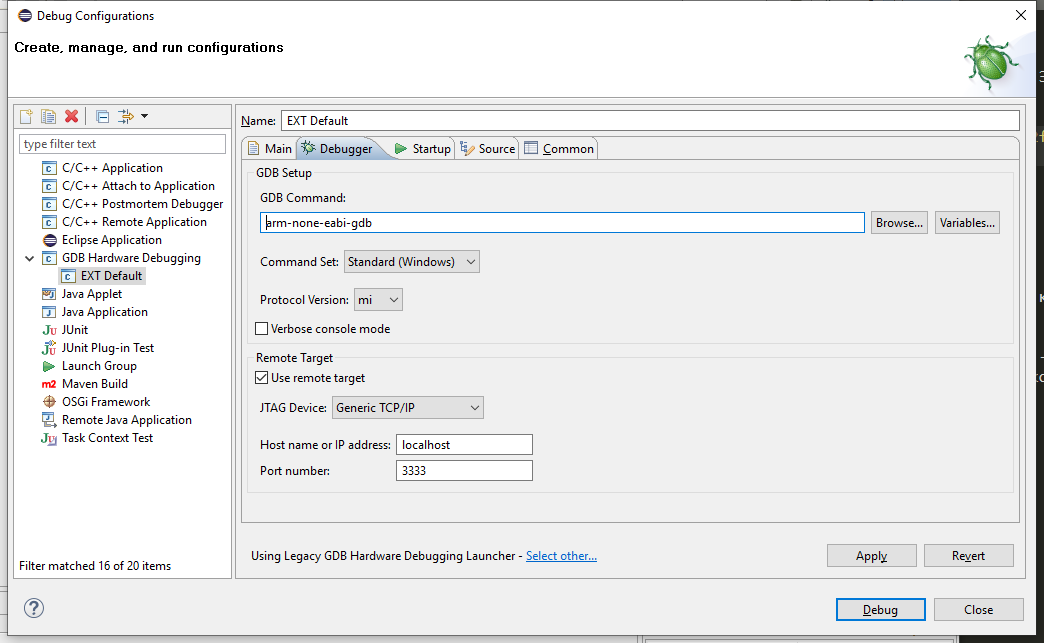 Debug Configurations
Create, manage, and run configurations
type filter text
C/C++ Application
C/C++ Attach to Application
C/C++ Postmortem Debugger
C/C++ Remote Application
Eclipse Application
GDB Hardware Debugging
EXT Default
Java Applet
Java Application
JUnit
JUnit Plug-in Test
Launch Group
m2 Maven Build
OSGi Framework
Remote Java Application
Task Context Test
Filter matched 16 of 20 items
Name: EXT Default
Main Debugger Startup Source Common
GDB Setup
GDB Command:
arm-none-eabi-gdb Browse... Variables...
Command Set: Standard (Windows)
Protocol Version: mi
Verbose console mode
Remote Target
Use remote target
JTAG Device: Generic TCP/IP
Host name or IP address: localhost
Port number: 3333
Using Legacy GDB Hardware Debugging Launcher - Select other...
Apply Revert
? Debug Close